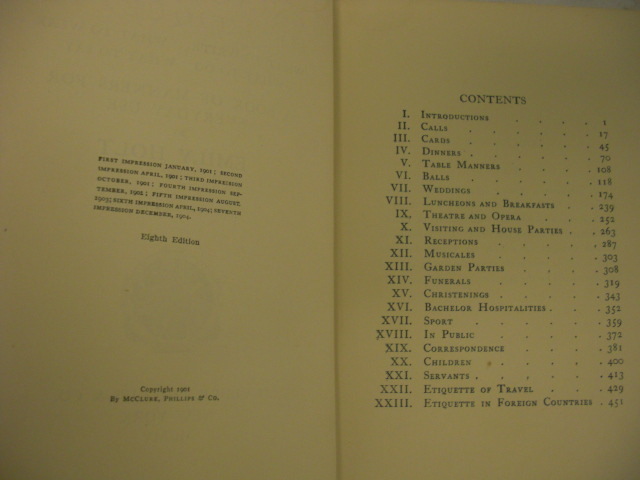 FIRST IMPRESSION JANUARY, 1901; SECOND
IMPRESSION APRIL, 1901; THIRD IMPRESSION
OCTOBER, 1901; FOURTH IMPRESSION SEP-
TEMBER, 1902; FIFTH IMPRESSION AUGUST,
1903; SIXTH IMPRESSION APRIL, 1904; SEVENTH
IMPRESSION DECEMBER, 1904.
Eighth Edition
Copyright 1901
By McClure, Phillips & Co.
CONTENTS
I. Introductions . . . . 1
II. Calls . . . . . 17
III. Cards . . . . . 45
IV. Dinners . . . . . 70
V. Table Manners . . . . 108
VI. Balls . . . . . 118
VII. Weddings . . . . . 174
VIII. Luncheons and Breakfasts . . 239
IX. Theatre and Opera . . . 252
X. Visiting and House Parties . . 263
XI. Receptions . . . . 287
XII. Musicales . . . . 303
XIII. Garden Parties . . . . 308
XIV. Funerals . . . . 319
XV. Christenings . . . . 343
XVI. Bachelor Hospitalities . . . 352
XVII. Sport . . . . . 359
XVIII. In Public . . . . 372
XIX. Correspondence . . . . 381
XX. Children . . . . 400
XXI. Servants . . . . . 413
XXII. Etiquette of Travel . . . 429
XXIII. Etiquette in Foreign Countries . 451